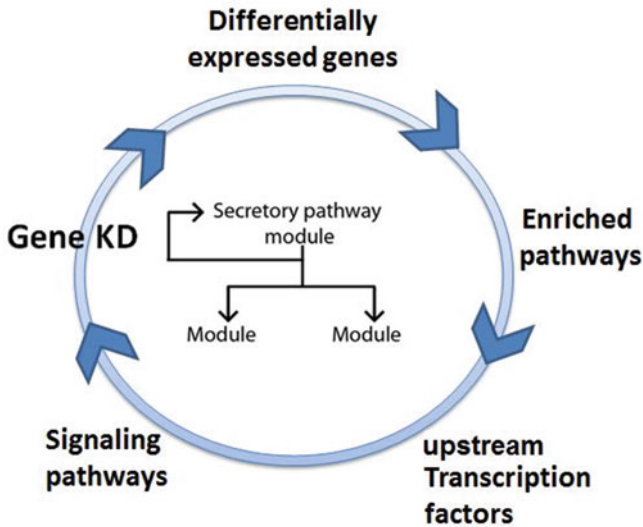 Differentially
expressed genes
Gene KD
Secretory pathway
module
Enriched
pathways
Module
Module
Signaling
pathways
upstream
Transcription
factors